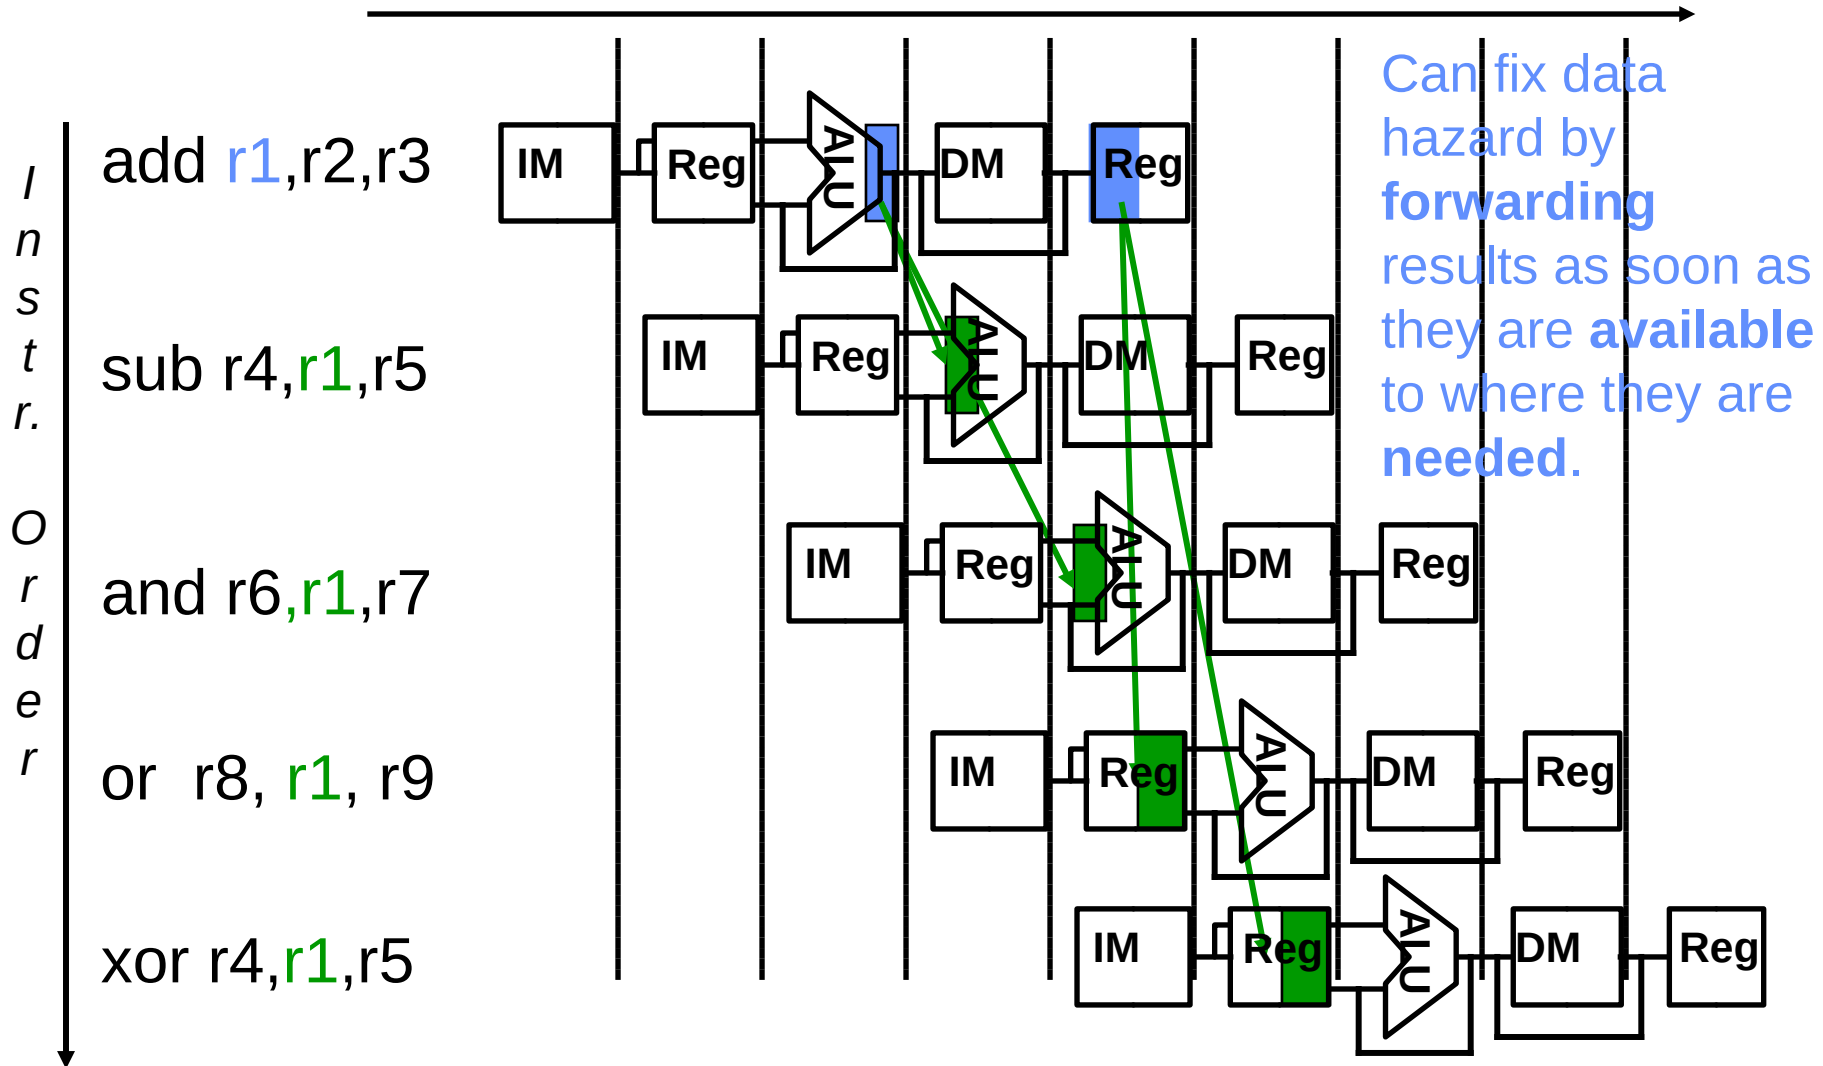 Instr. Order
add r1,r2,r3
IM Reg ALU DM Reg
sub r4,r1,r5
IM Reg ALU DM Reg
and r6,r1,r7
IM Reg ALU DM Reg
or r8, r1, r9
IM Reg ALU DM Reg
xor r4,r1,r5
IM Reg ALU DM Reg
Can fix data
hazard by
forwarding
results as soon as
they are available
to where they are
needed.